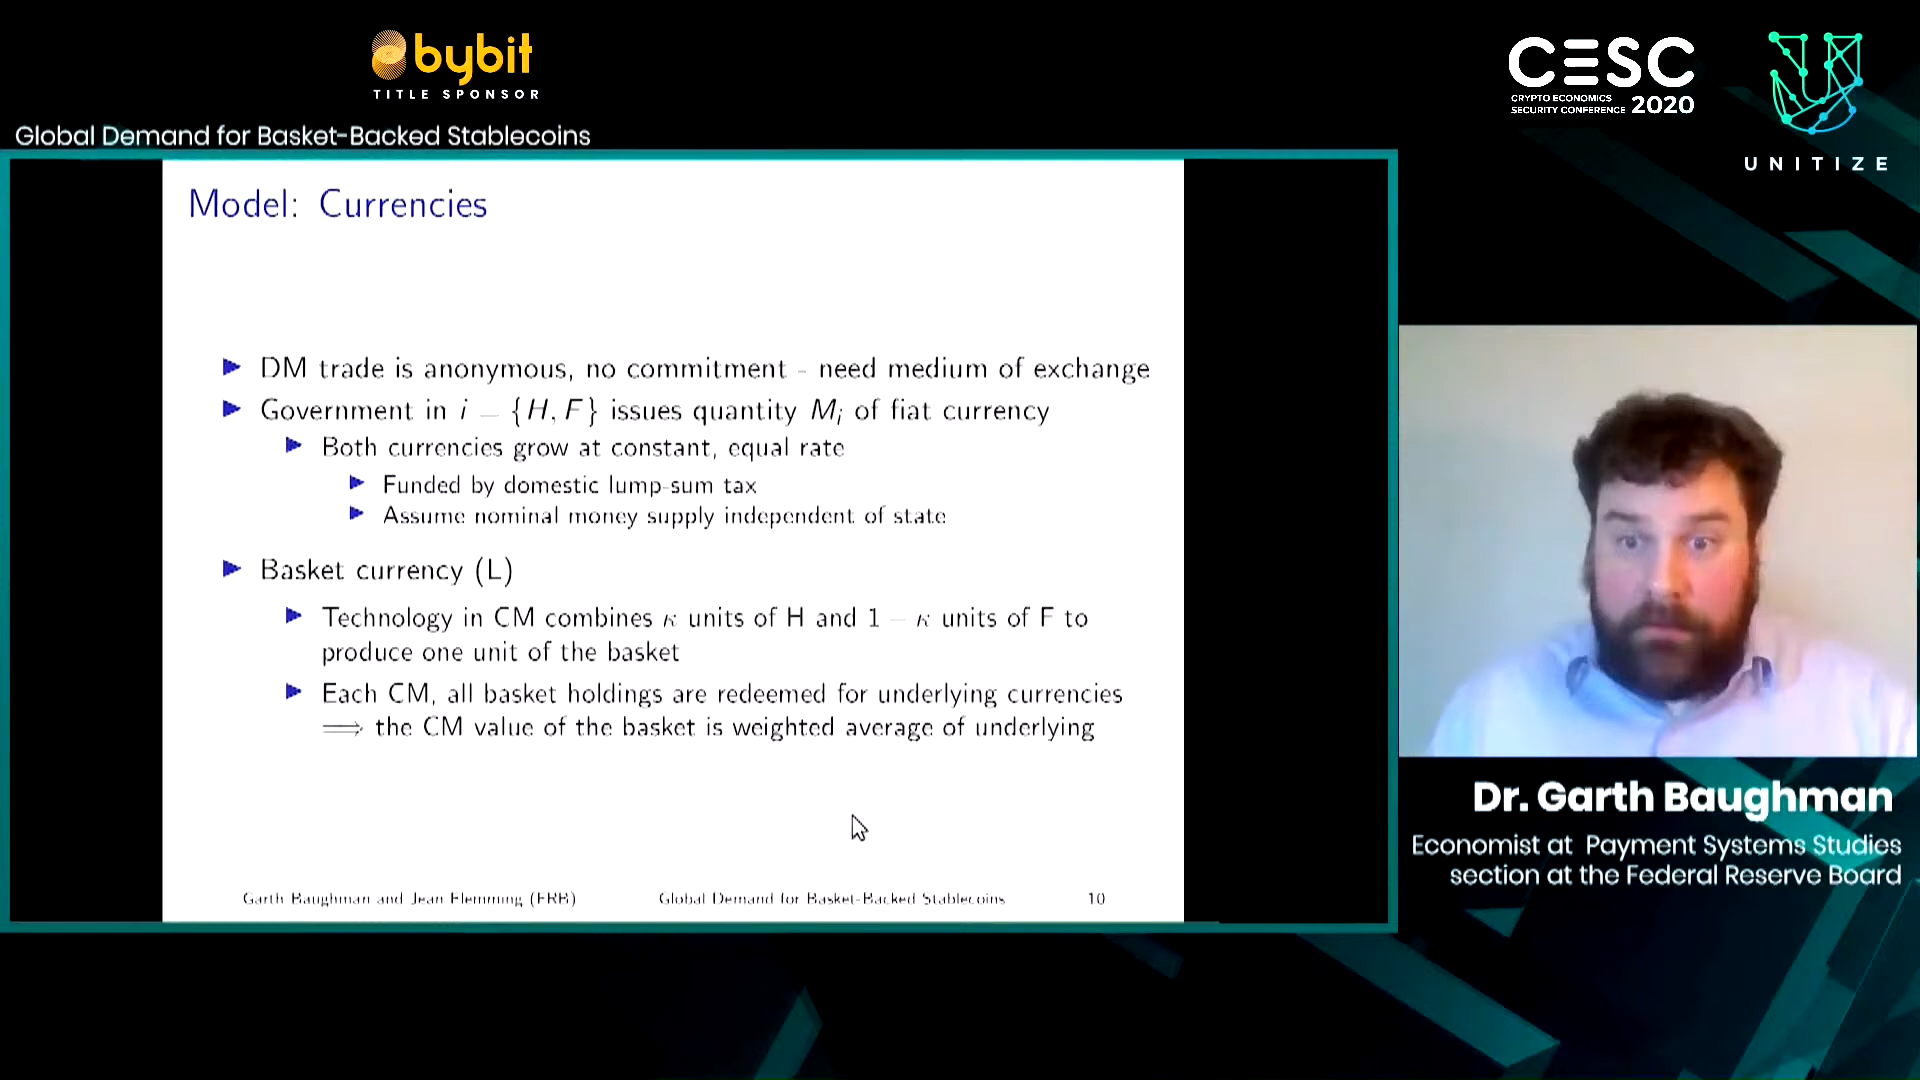 bybit
TITLE SPONSOR
CESC
CRYPTO ECONOMICS
SECURITY CONFERENCE 2020
UNITIZE
Global Demand for Basket-Backed Stablecoins
Model: Currencies
DM trade is anonymous, no commitment - need medium of exchange
Government in i = {H, F} issues quantity Mᵢ of fiat currency
Both currencies grow at constant, equal rate
Funded by domestic lump-sum tax
Assume nominal money supply independent of state
Basket currency (L)
Technology in CM combines κ units of H and 1 − κ units of F to
produce one unit of the basket
Each CM, all basket holdings are redeemed for underlying currencies
⟹ the CM value of the basket is weighted average of underlying
Garth Baughman and Jean Flemming (FRB) Global Demand for Basket-Backed Stablecoins 10
Dr. Garth Baughman
Economist at Payment Systems Studies
section at the Federal Reserve Board